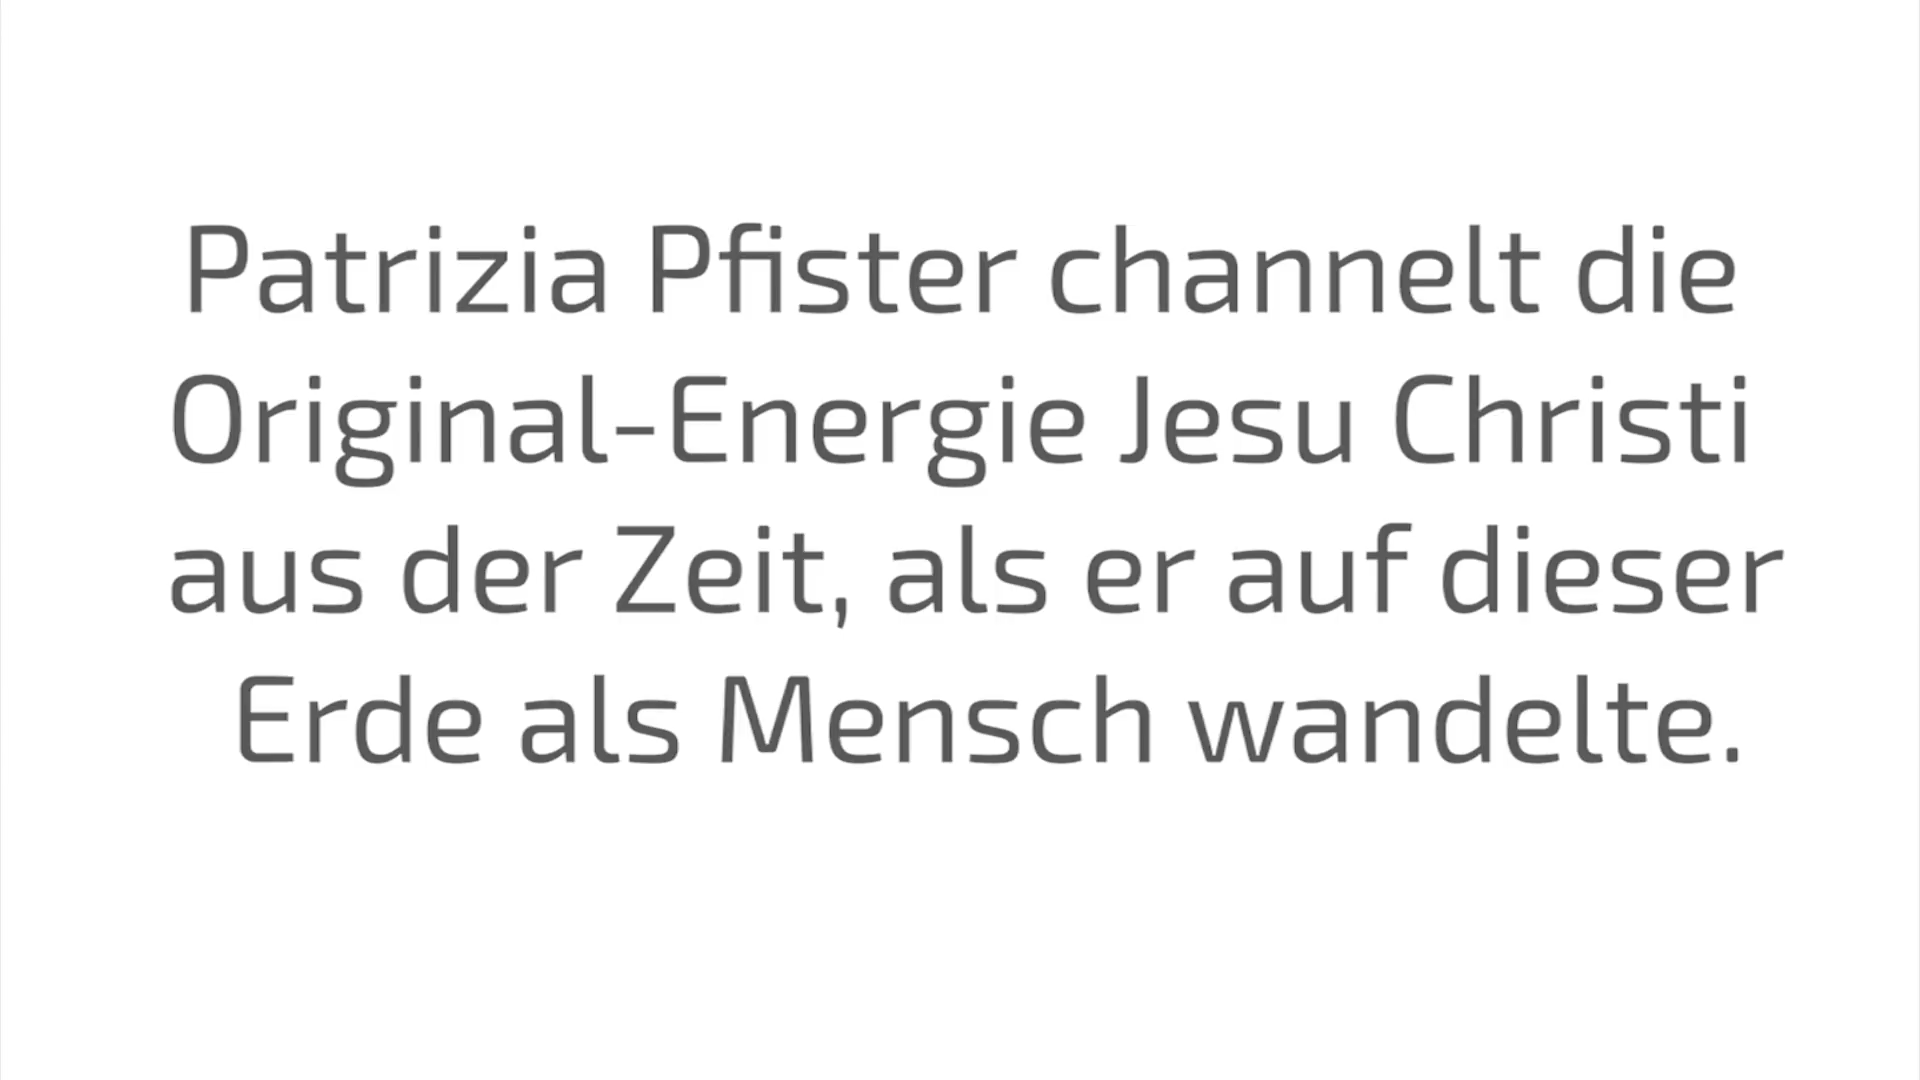 Patrizia Pfister channelt die
Original-Energie Jesu Christi
aus der Zeit, als er auf dieser
Erde als Mensch wandelte.